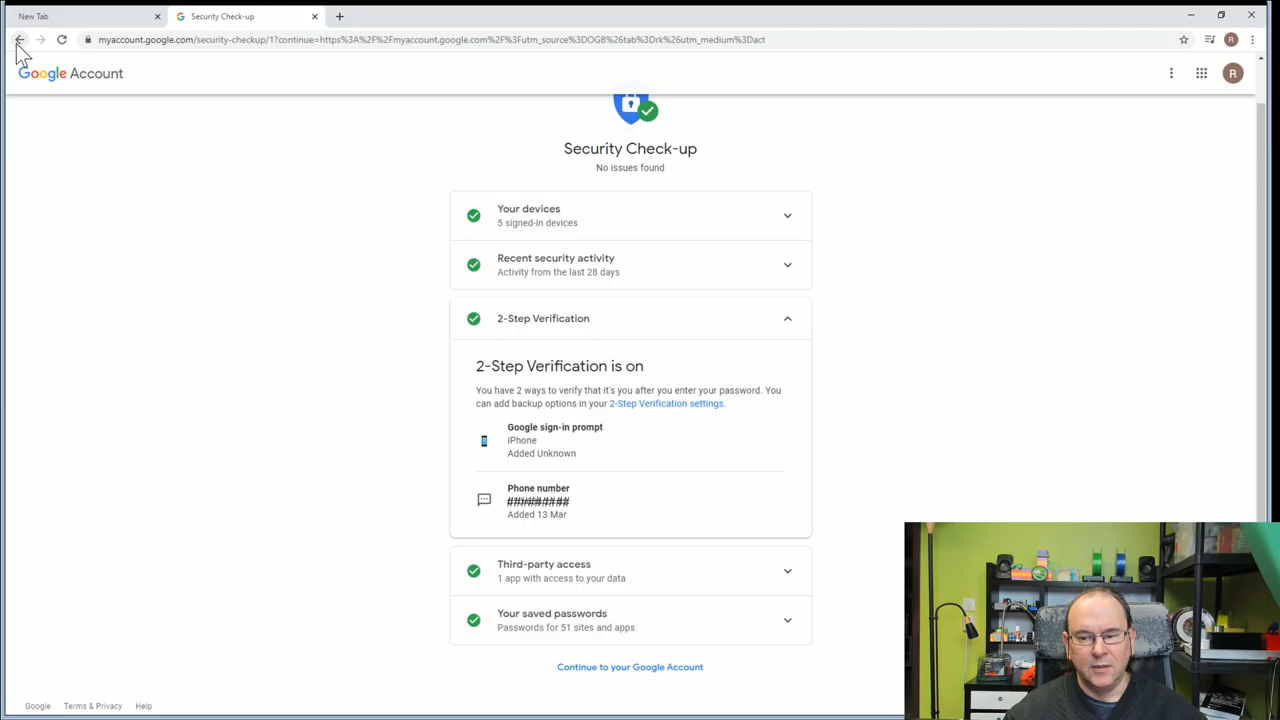 New Tab
Security Check-up
myaccount.google.com/security-checkup/1?continue=https%3A%2F%2Fmyaccount.google.com%2F%3Futm_source%3DOGB%26tab%3Drk%26utm_medium%3Dact
R
Google Account
R
Security Check-up
No issues found
Your devices
5 signed-in devices
Recent security activity
Activity from the last 28 days
2-Step Verification
2-Step Verification is on
You have 2 ways to verify that it's you after you enter your password. You
can add backup options in your 2-Step Verification settings.
Google sign-in prompt
iPhone
Added Unknown
Phone number
Added 13 Mar
Third-party access
1 app with access to your data
Your saved passwords
Passwords for 51 sites and apps
Continue to your Google Account
Google Terms & Privacy Help